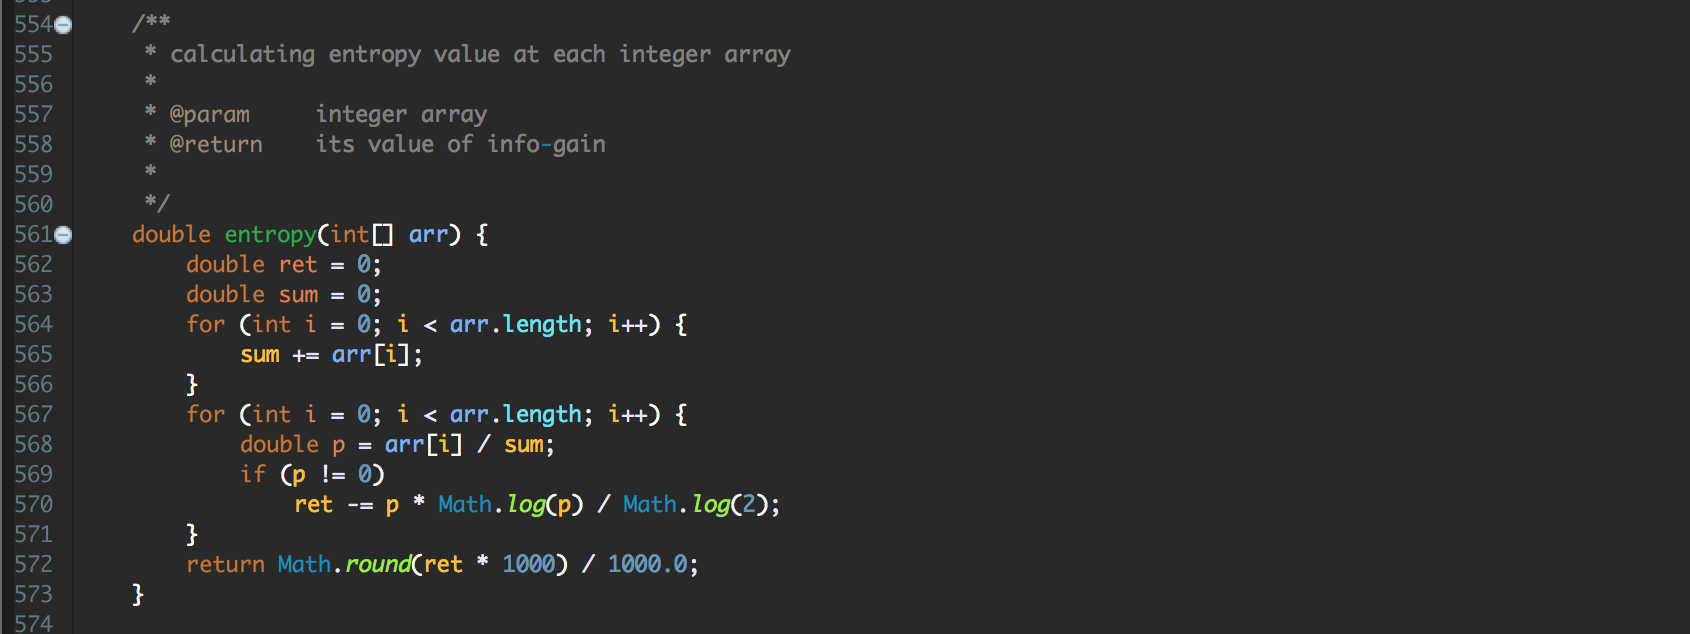 554 /**
555 * calculating entropy value at each integer array
556 *
557 * @param integer array
558 * @return its value of info-gain
559 *
560 */
561 double entropy(int[] arr) {
562 double ret = 0;
563 double sum = 0;
564 for (int i = 0; i < arr.length; i++) {
565 sum += arr[i];
566 }
567 for (int i = 0; i < arr.length; i++) {
568 double p = arr[i] / sum;
569 if (p != 0)
570 ret -= p * Math.log(p) / Math.log(2);
571 }
572 return Math.round(ret * 1000) / 1000.0;
573 }
574